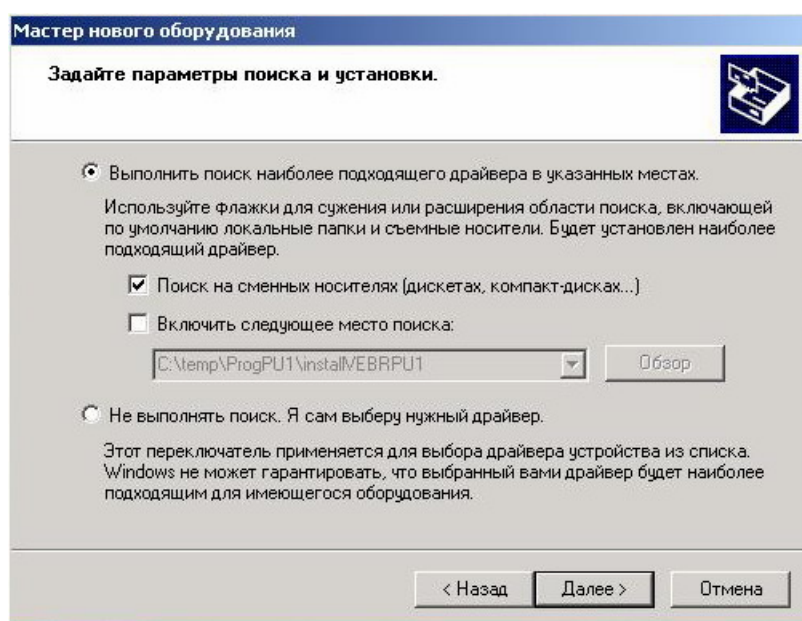 Мастер нового оборудования
Задайте параметры поиска и установки.
Выполнить поиск наиболее подходящего драйвера в указанных местах.
Используйте флажки для сужения или расширения области поиска, включающей
по умолчанию локальные папки и съемные носители. Будет установлен наиболее
подходящий драйвер.
Поиск на сменных носителях (дискетах, компакт-дисках...)
Включить следующее место поиска:
C:\temp\ProgPU1\install\VEBRPU1
Обзор
Не выполнять поиск. Я сам выберу нужный драйвер.
Этот переключатель применяется для выбора драйвера устройства из списка.
Windows не может гарантировать, что выбранный вами драйвер будет наиболее
подходящим для имеющегося оборудования.
< Назад
Далее >
Отмена